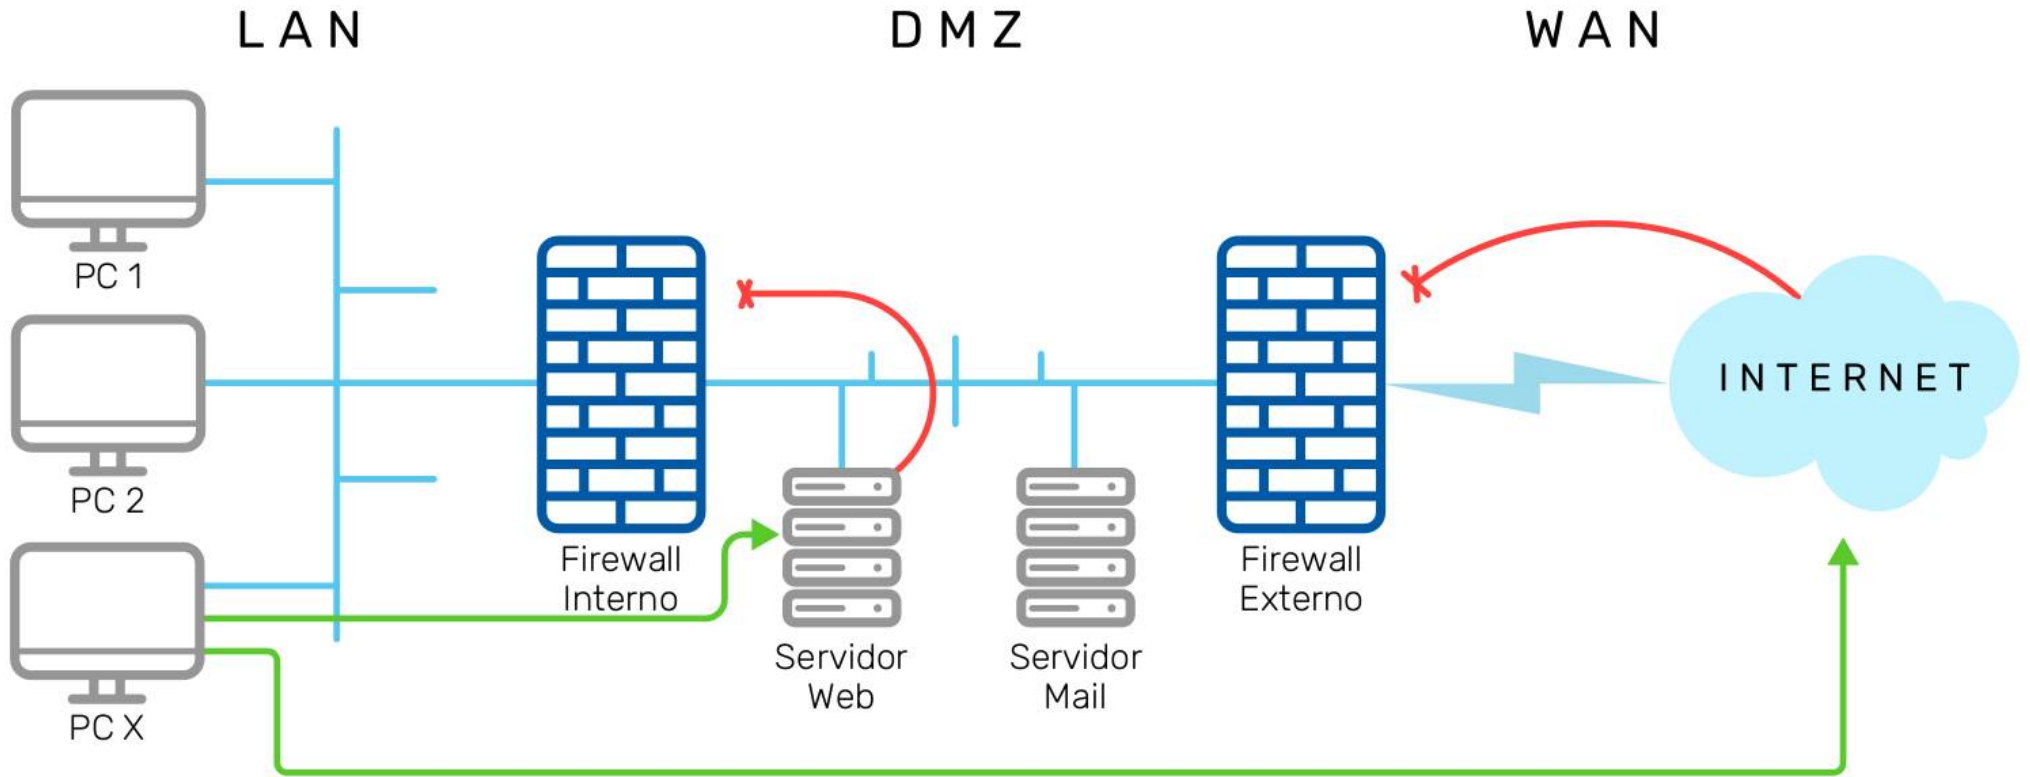 LAN
DMZ
WAN
PC 1
PC 2
PC X
Firewall
Interno
Servidor
Web
Servidor
Mail
Firewall
Externo
INTERNET